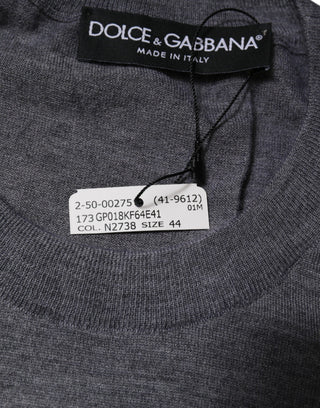 DOLCE & GABBANA®
MADE IN ITALY
2-50-00275 (41-9612)
173 GP018KF64E41 01M
COL. N2738 SIZE 44